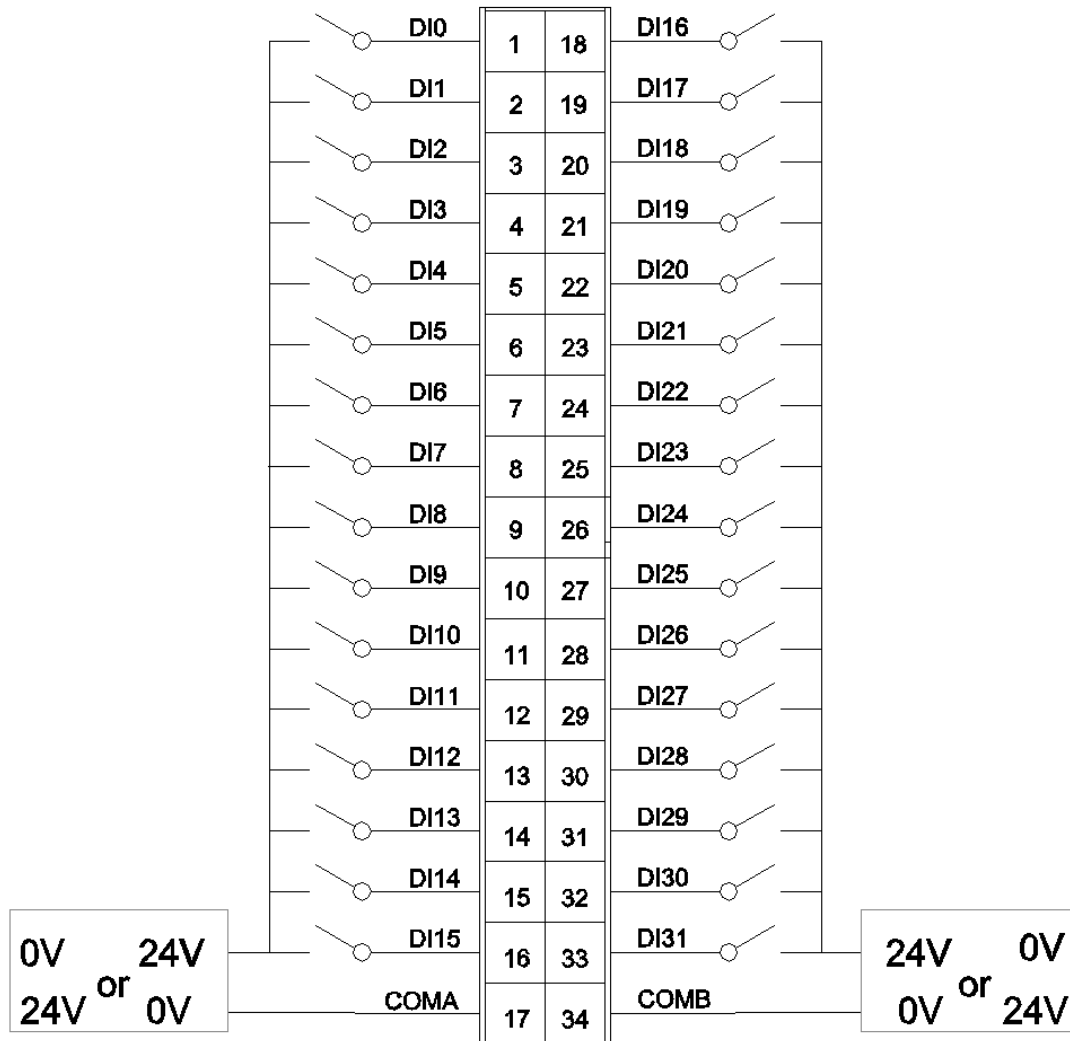 DI0 1 18 DI16
DI1 2 19 DI17
DI2 3 20 DI18
DI3 4 21 DI19
DI4 5 22 DI20
DI5 6 23 DI21
DI6 7 24 DI22
DI7 8 25 DI23
DI8 9 26 DI24
DI9 10 27 DI25
DI10 11 28 DI26
DI11 12 29 DI27
DI12 13 30 DI28
DI13 14 31 DI29
DI14 15 32 DI30
0V 24V DI15 16 33 DI31 24V 0V
or or
24V 0V COMA 17 34 COMB 0V 24V